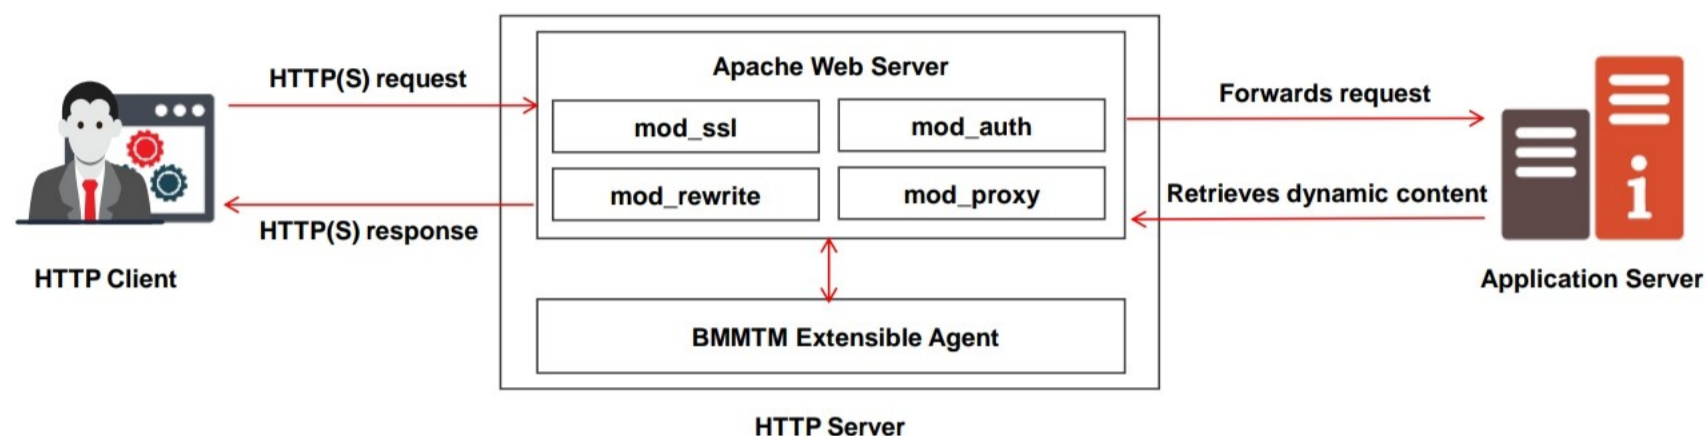 HTTP(S) request
HTTP(S) response
HTTP Client
Apache Web Server
mod_ssl
mod_auth
mod_rewrite
mod_proxy
BMMTM Extensible Agent
HTTP Server
Forwards request
Retrieves dynamic content
i
Application Server